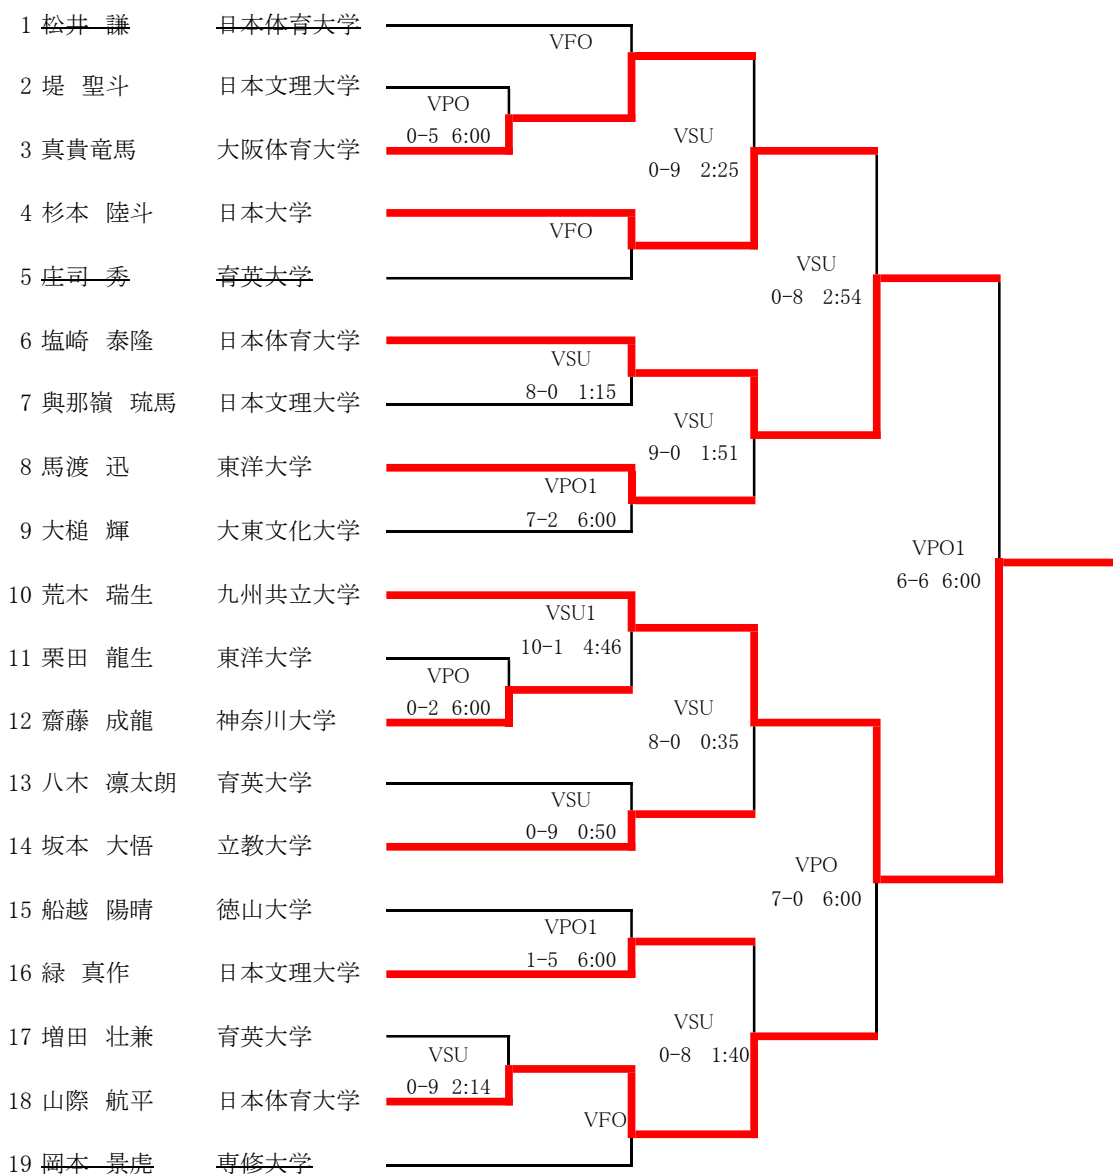 1 松井 謙 日本体育大学
VFO
2 堤 聖斗 日本文理大学
VPO
0-5 6:00
3 真貴竜馬 大阪体育大学
VSU
0-9 2:25
4 杉本 陸斗 日本大学
VFO
5 庄司 秀 育英大学
VSU
0-8 2:54
6 塩崎 泰隆 日本体育大学
VSU
8-0 1:15
7 與那嶺 琉馬 日本文理大学
VSU
9-0 1:51
8 馬渡 迅 東洋大学
VPO1
7-2 6:00
9 大槌 輝 大東文化大学
VPO1
6-6 6:00
10 荒木 瑞生 九州共立大学
VSU1
10-1 4:46
11 栗田 龍生 東洋大学
VPO
0-2 6:00
12 齋藤 成龍 神奈川大学
VSU
8-0 0:35
13 八木 凛太朗 育英大学
VSU
0-9 0:50
14 坂本 大悟 立教大学
VPO
7-0 6:00
15 船越 陽晴 徳山大学
VPO1
1-5 6:00
16 緑 真作 日本文理大学
VSU
0-8 1:40
17 増田 壮兼 育英大学
VSU
0-9 2:14
18 山際 航平 日本体育大学
VFO
19 岡本 景虎 専修大学